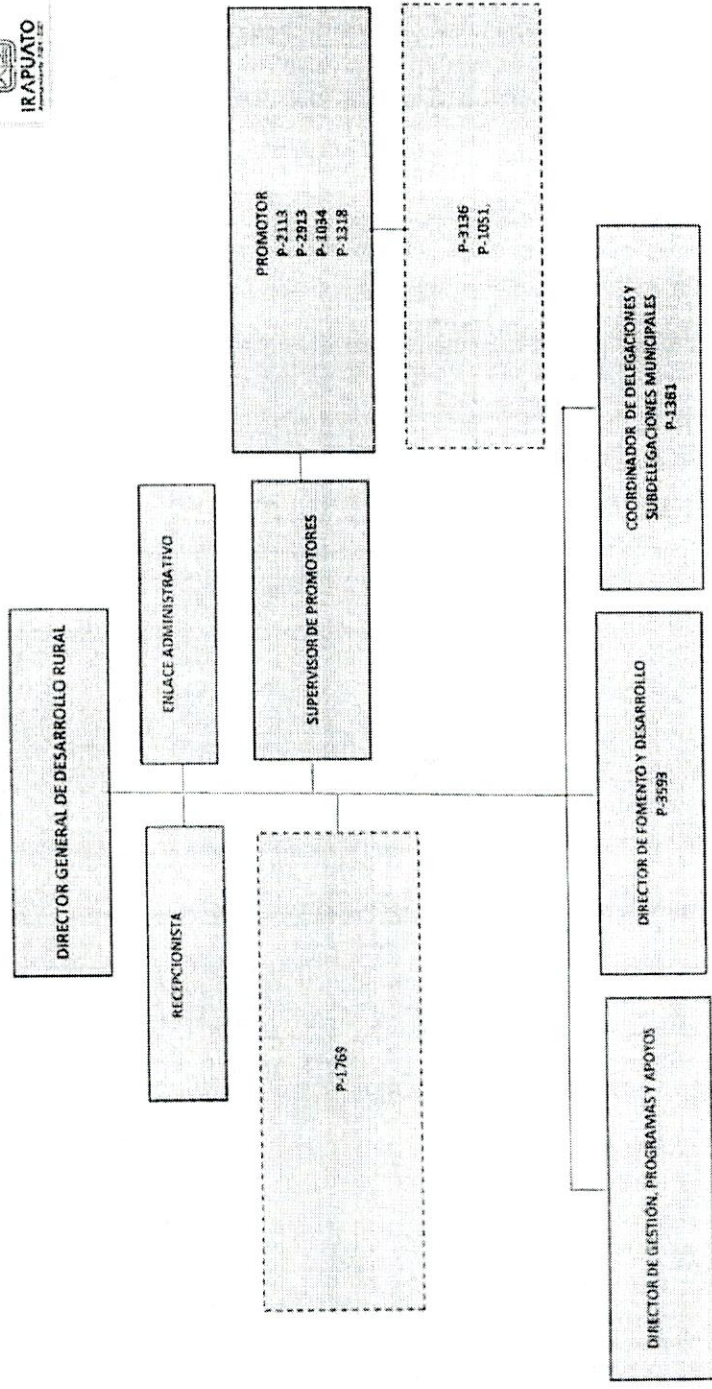 IRAPUATO
DIRECTOR GENERAL DE DESARROLLO RURAL
RECEPCIONISTA
ENLACE ADMINISTRATIVO
P-1769
SUPERVISOR DE PROMOTORES
PROMOTOR
P-2113
P-2913
P-1034
P-1318
P-3136
P-1051,
DIRECTOR DE GESTIÓN, PROGRAMAS Y APOYOS
DIRECTOR DE FOMENTO Y DESARROLLO
P-3593
COORDINADOR DE DELEGACIONES Y
SUBDELEGACIONES MUNICIPALES
P-1381